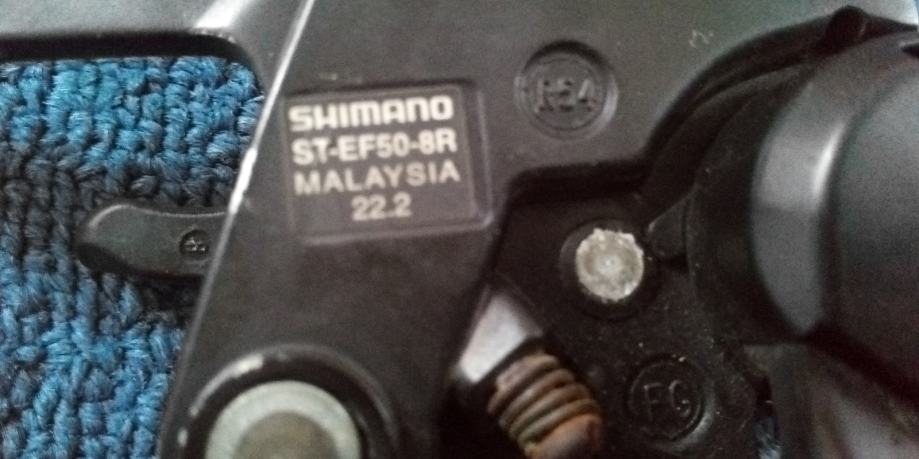 SHIMANO
ST-EF50-8R
MALAYSIA
22.2
FG